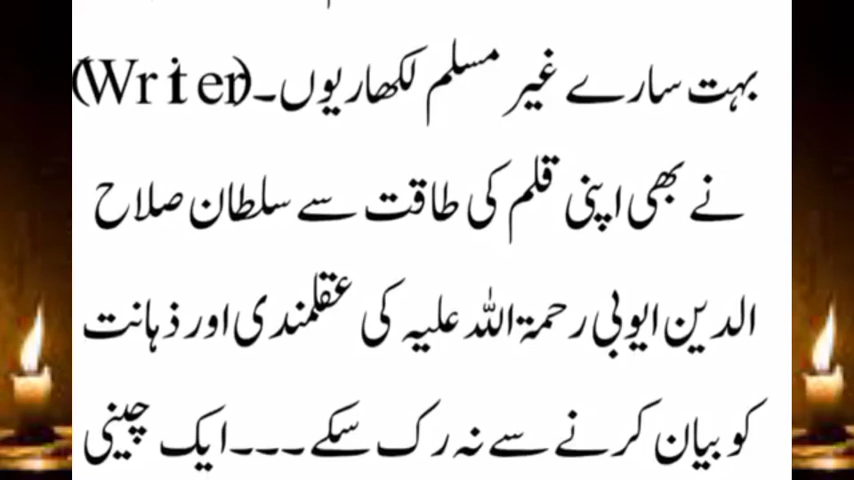 بہت سارے غیر مسلم لکھاریوں۔(Writer)
نے بھی اپنی قلم کی طاقت سے سلطان صلاح
الدین ایوبی رحمۃ اللہ علیہ کی عقلمندی اور ذہانت
کو بیان کرنے سے نہ رک سکے۔۔۔ایک چینی